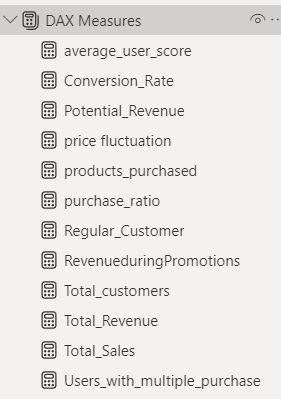 DAX Measures
average_user_score
Conversion_Rate
Potential_Revenue
price fluctuation
products_purchased
purchase_ratio
Regular_Customer
RevenueduringPromotions
Total_customers
Total_Revenue
Total_Sales
Users_with_multiple_purchase